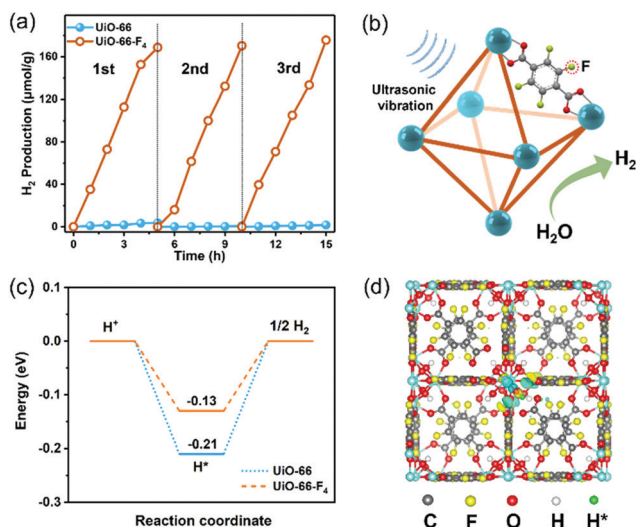 (a)
UiO-66
UiO-66-F₄
1st
2nd
3rd
H₂ Production (μmol/g)
160
120
80
40
0
0 3 6 9 12 15
Time (h)
(b)
F
Ultrasonic
vibration
H₂
H₂O
(c)
0.1
0.0
-0.1
-0.2
-0.3
Energy (eV)
H⁺
1/2 H₂
-0.13
-0.21
H*
UiO-66
UiO-66-F₄
Reaction coordinate
(d)
C F O H H*